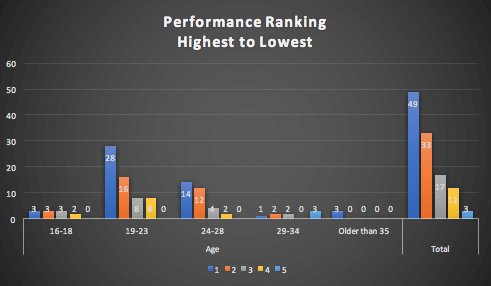 Performance Ranking
Highest to Lowest
60
50
40
30
20
10
0
3 3 3 2 0
28 16 8 8 0
14 12 4 2 0
1 2 2 0 3
3 0 0 0 0
49 33 17 12 3
16-18 19-23 24-28 29-34 Older than 35
Age Total
1 2 3 4 5